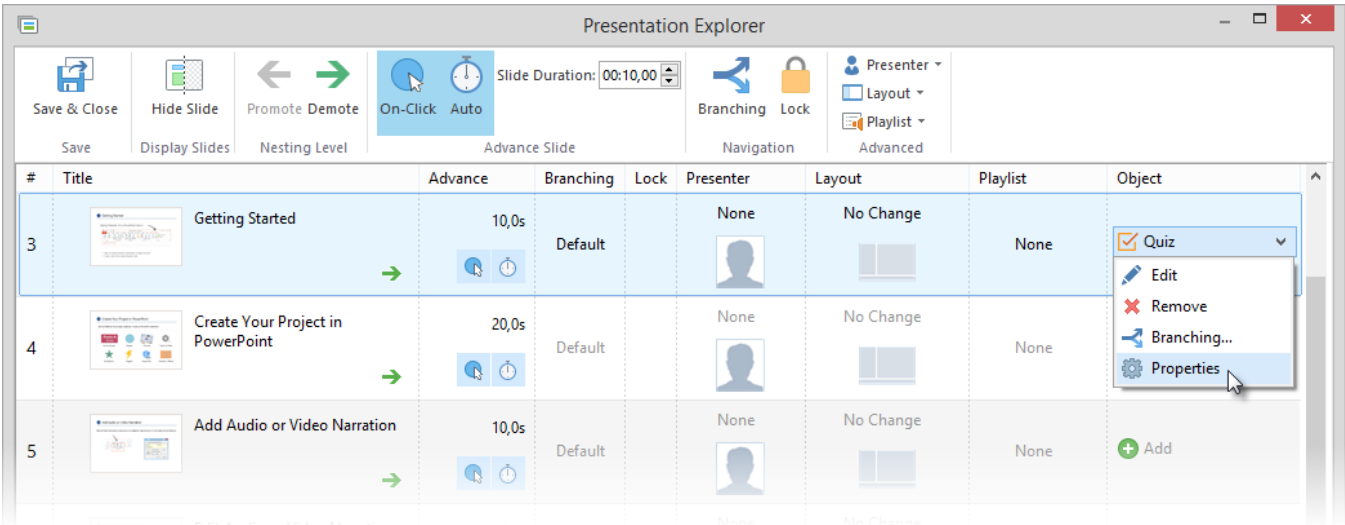 Presentation Explorer
Save & Close
Hide Slide
Promote Demote
On-Click Auto
Slide Duration: 00:10,00
Branching Lock
Presenter
Layout
Playlist
Save
Display Slides
Nesting Level
Advance Slide
Navigation
Advanced
# Title Advance Branching Lock Presenter Layout Playlist Object
3
Getting Started
10,0s
Default
None
No Change
None
Quiz
Edit
Remove
Branching...
Properties
4
Create Your Project in
PowerPoint
20,0s
Default
None
No Change
None
5
Add Audio or Video Narration
10,0s
Default
None
No Change
None
Add
None
No Change